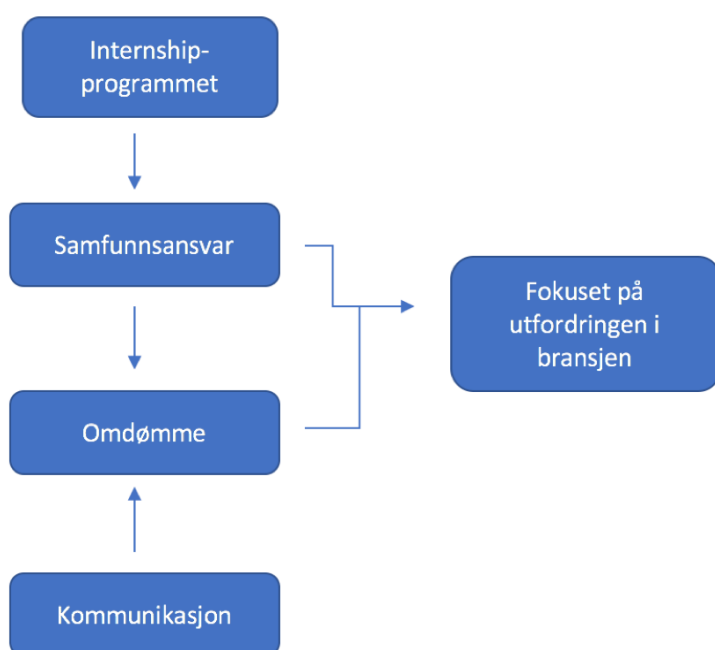 Internship-
programmet
Samfunnsansvar
Fokuset på
utfordringen i
bransjen
Omdømme
Kommunikasjon